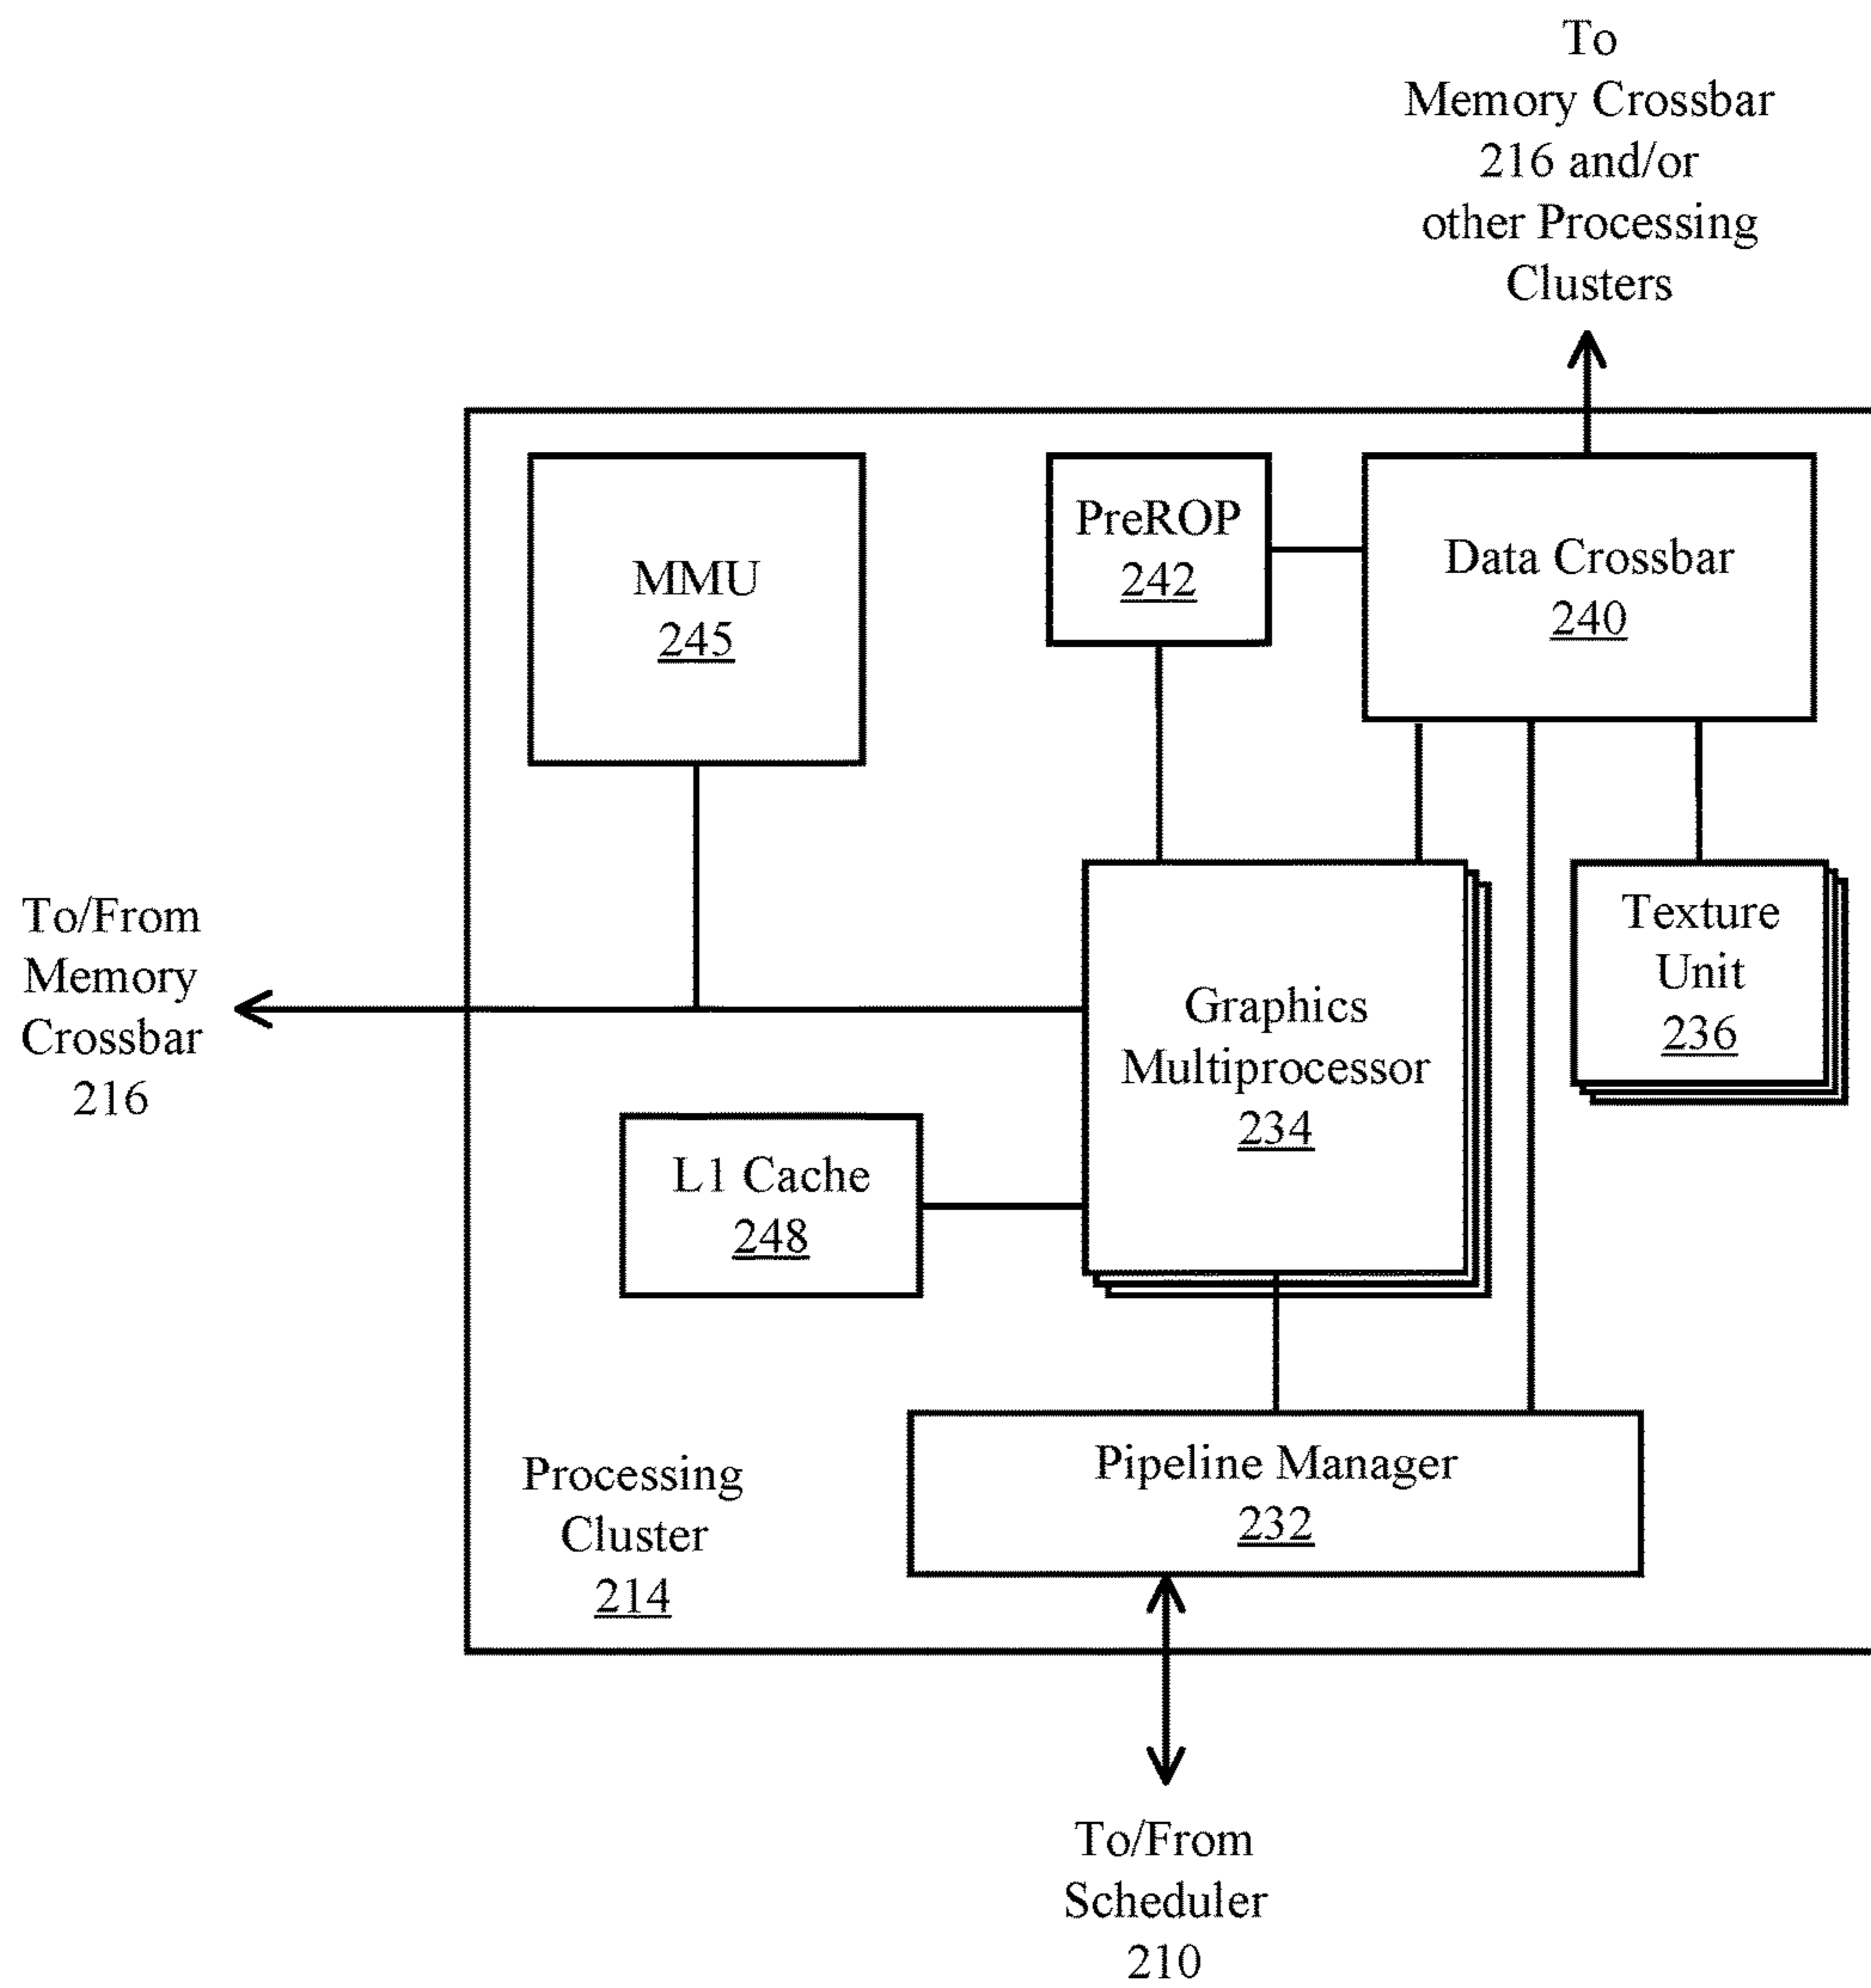 To
Memory Crossbar
216 and/or
other Processing
Clusters
MMU
245
PreROP
242
Data Crossbar
240
To/From
Memory
Crossbar
216
Graphics
Multiprocessor
234
Texture
Unit
236
L1 Cache
248
Pipeline Manager
232
Processing
Cluster
214
To/From
Scheduler
210